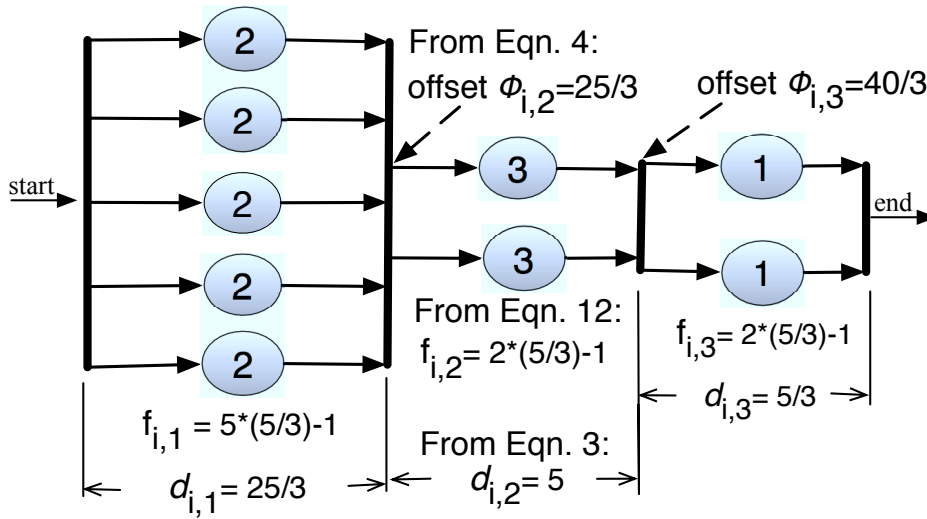 2
2
2
2
2
start
From Eqn. 4:
offset Φi,2=25/3
offset Φi,3=40/3
3
3
1
1
end
From Eqn. 12:
fi,2= 2*(5/3)-1
fi,3= 2*(5/3)-1
fi,1 = 5*(5/3)-1
di,3= 5/3
From Eqn. 3:
di,1= 25/3
di,2= 5